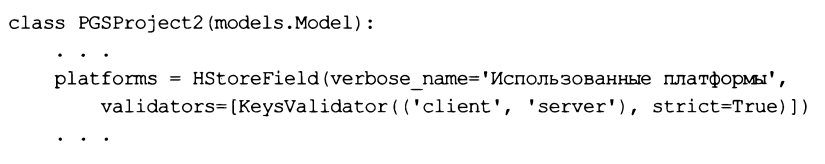 class PGSProject2(models.Model):
. . .
platforms = HStoreField(verbose_name='Использованные платформы',
validators=[KeysValidator(('client', 'server'), strict=True)])
. . .